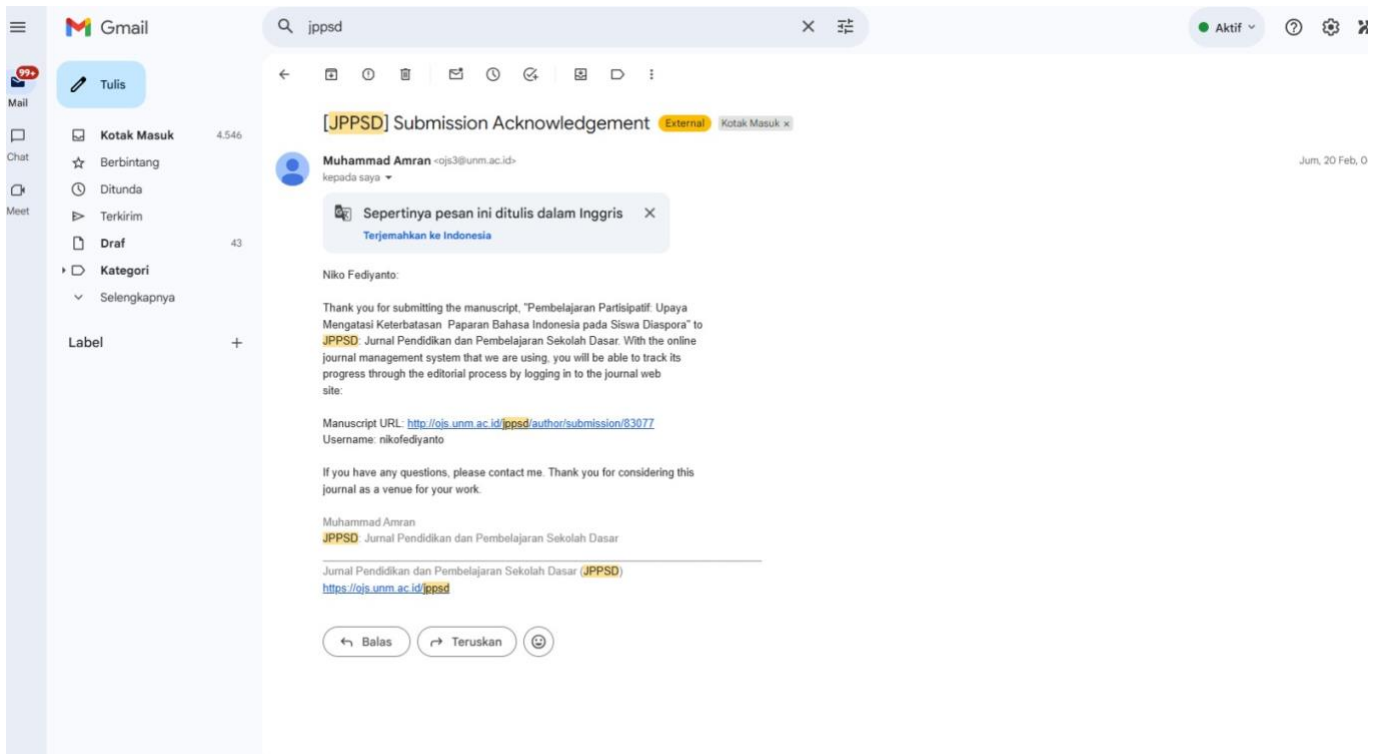 Gmail
jppsd
Aktif
99+
Mail
Chat
Meet
Tulis
Kotak Masuk 4.546
Berbintang
Ditunda
Terkirim
Draf 43
Kategori
Selengkapnya
Label
[JPPSD] Submission Acknowledgement External Kotak Masuk ×
Muhammad Amran <ojs3@unm.ac.id>
kepada saya
Jum, 20 Feb, 0
Sepertinya pesan ini ditulis dalam Inggris
Terjemahkan ke Indonesia
Niko Fediyanto:
Thank you for submitting the manuscript, "Pembelajaran Partisipatif: Upaya
Mengatasi Keterbatasan Paparan Bahasa Indonesia pada Siswa Diaspora" to
JPPSD: Jurnal Pendidikan dan Pembelajaran Sekolah Dasar. With the online
journal management system that we are using, you will be able to track its
progress through the editorial process by logging in to the journal web
site:
Manuscript URL: http://ojs.unm.ac.id/jppsd/author/submission/83077
Username: nikofediyanto
If you have any questions, please contact me. Thank you for considering this
journal as a venue for your work.
Muhammad Amran
JPPSD: Jurnal Pendidikan dan Pembelajaran Sekolah Dasar
Jurnal Pendidikan dan Pembelajaran Sekolah Dasar (JPPSD)
https://ojs.unm.ac.id/jppsd
Balas
Teruskan